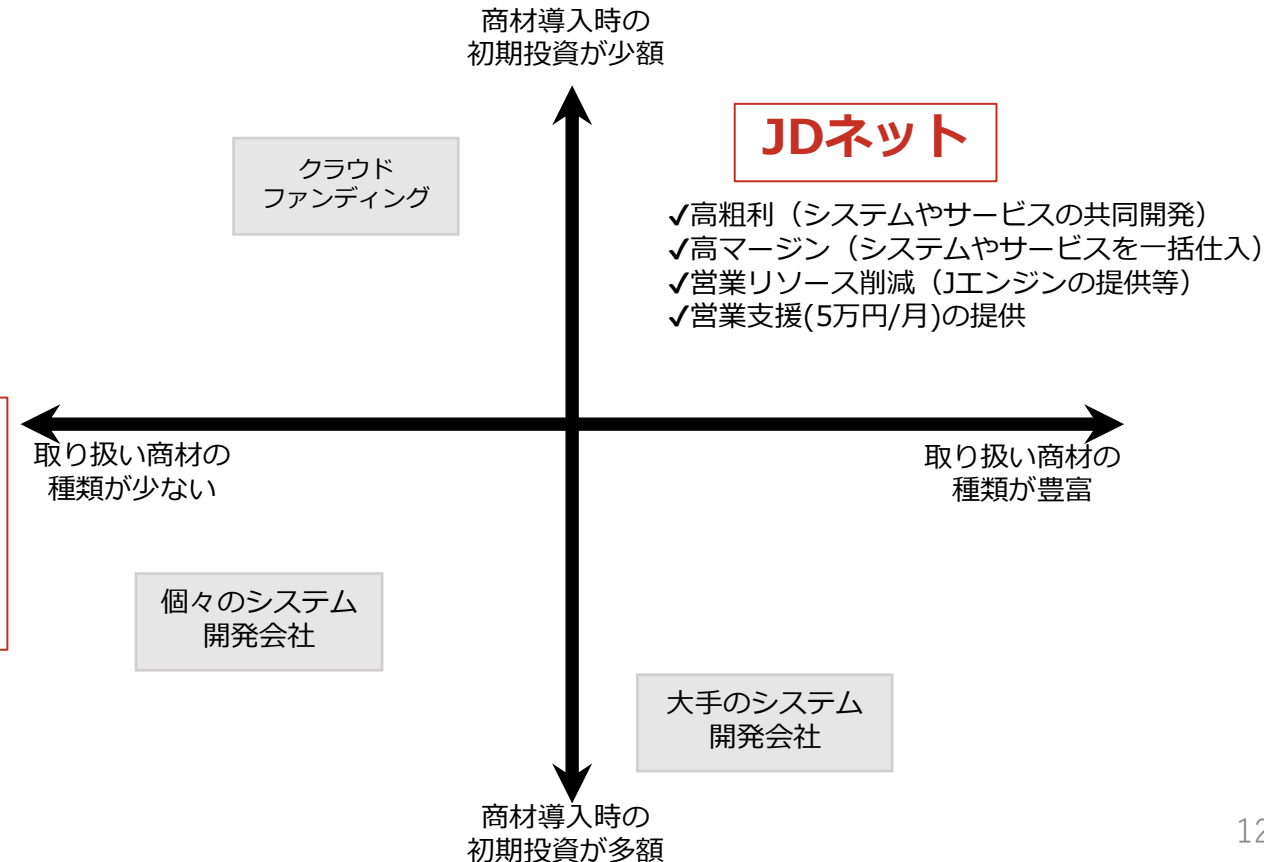 商材導入時の
初期投資が少額
JDネット
クラウド
ファンディング
✓高粗利（システムやサービスの共同開発）
✓高マージン（システムやサービスを一括仕入）
✓営業リソース削減（Jエンジンの提供等）
✓営業支援(5万円/月)の提供
取り扱い商材の
種類が少ない
取り扱い商材の
種類が豊富
個々のシステム
開発会社
大手のシステム
開発会社
商材導入時の
初期投資が多額
12